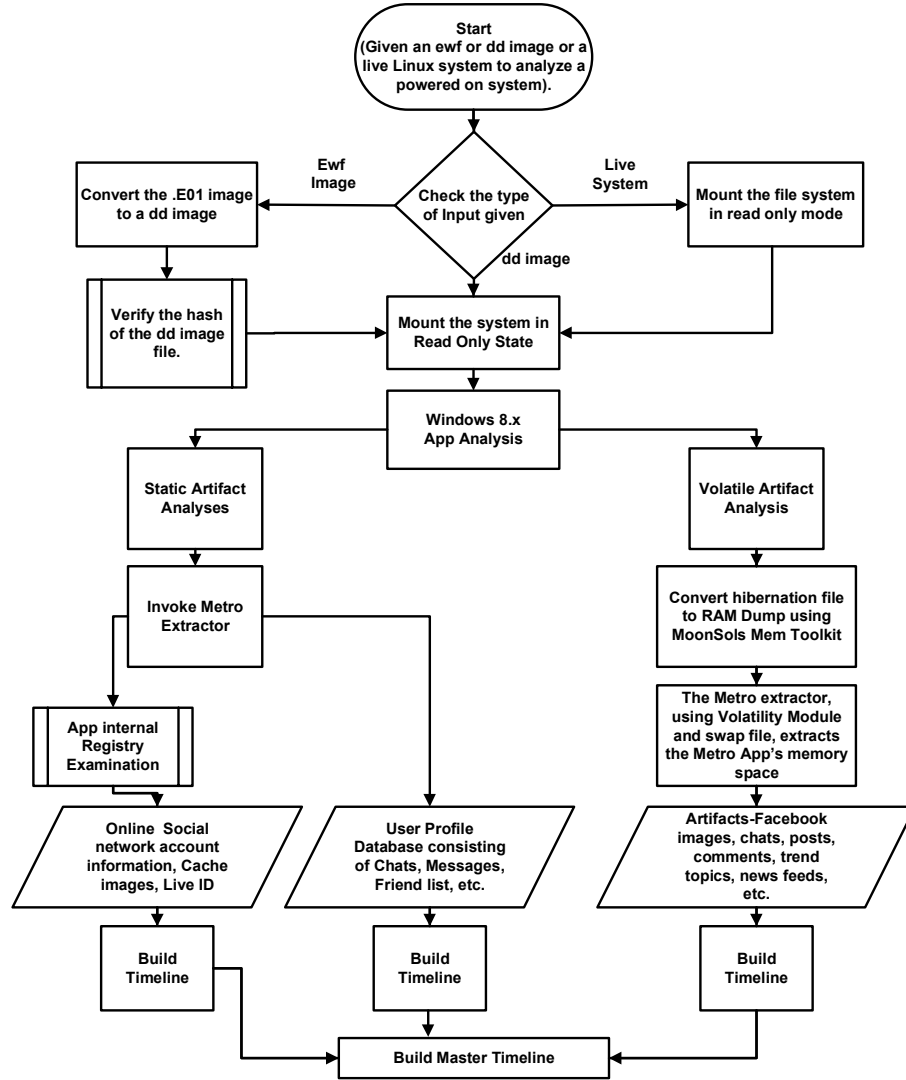 Start
(Given an ewf or dd image or a
live Linux system to analyze a
powered on system).
Ewf
Image
Live
System
Convert the .E01 image
to a dd image
Check the type
of Input given
Mount the file system
in read only mode
dd image
Verify the hash
of the dd image
file.
Mount the system in
Read Only State
Windows 8.x
App Analysis
Static Artifact
Analyses
Volatile Artifact
Analysis
Invoke Metro
Extractor
Convert hibernation file
to RAM Dump using
MoonSols Mem Toolkit
App internal
Registry
Examination
The Metro extractor,
using Volatility Module
and swap file, extracts
the Metro App's memory
space
Online Social
network account
information, Cache
images, Live ID
User Profile
Database consisting
of Chats, Messages,
Friend list, etc.
Artifacts-Facebook
images, chats, posts,
comments, trend
topics, news feeds,
etc.
Build
Timeline
Build
Timeline
Build
Timeline
Build Master Timeline